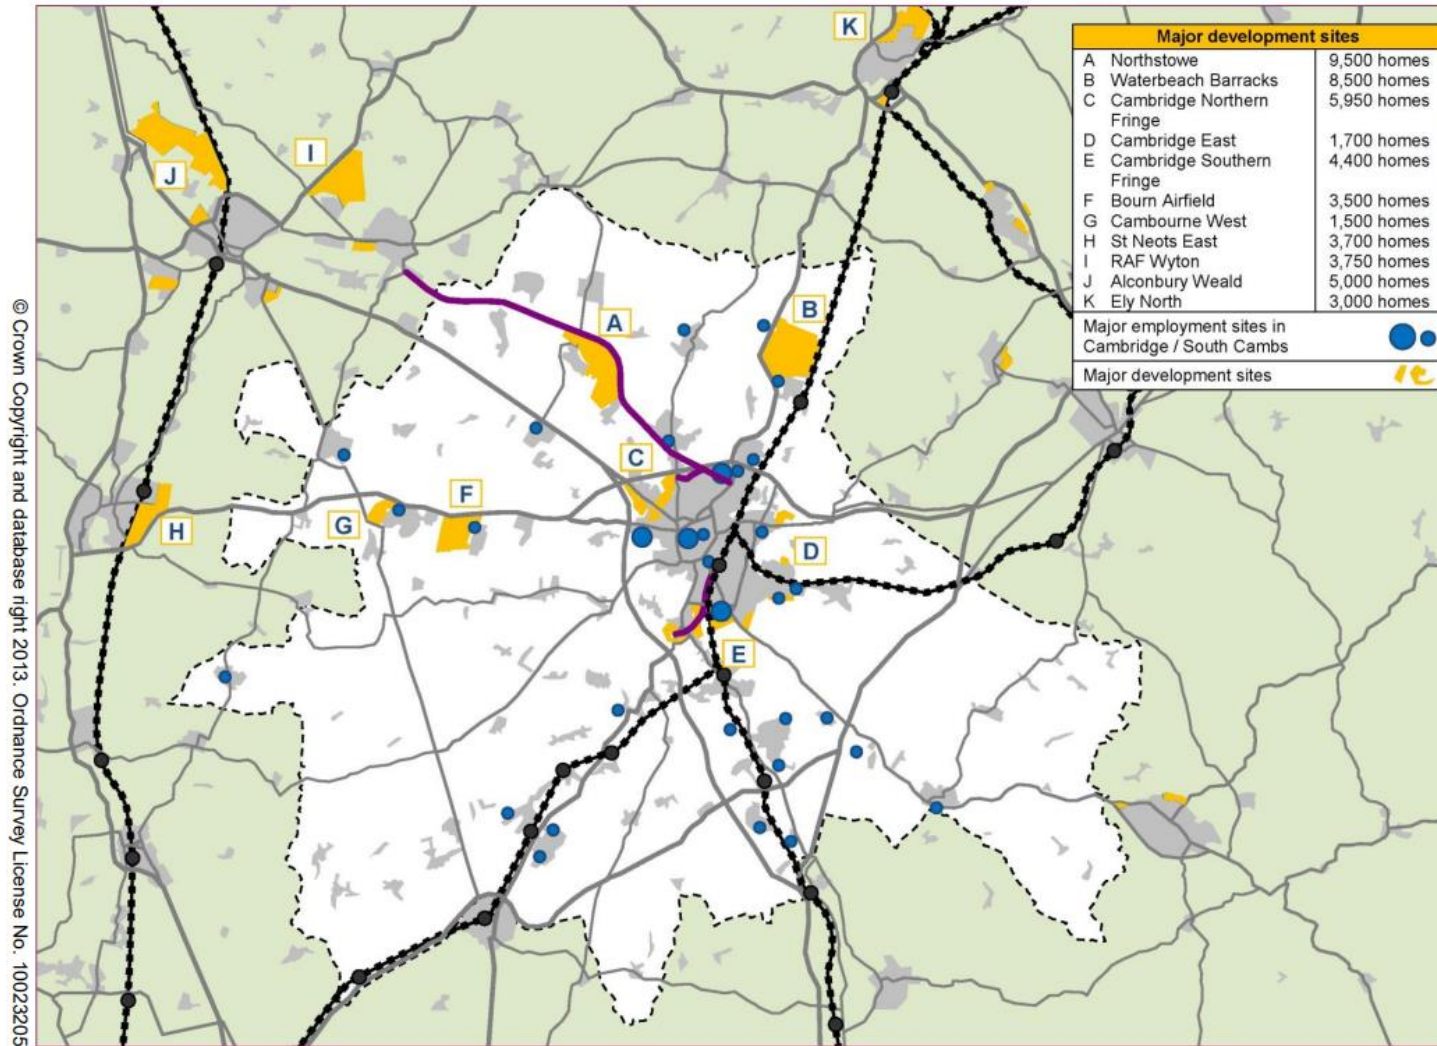 Major development sites
A Northstowe 9,500 homes
B Waterbeach Barracks 8,500 homes
C Cambridge Northern 5,950 homes
Fringe
D Cambridge East 1,700 homes
E Cambridge Southern 4,400 homes
Fringe
F Bourn Airfield 3,500 homes
G Cambourne West 1,500 homes
H St Neots East 3,700 homes
I RAF Wyton 3,750 homes
J Alconbury Weald 5,000 homes
K Ely North 3,000 homes
Major employment sites in
Cambridge / South Cambs
Major development sites
K
I
J
A
B
C
F
G
H
D
E
© Crown Copyright and database right 2013. Ordnance Survey License No. 10023205